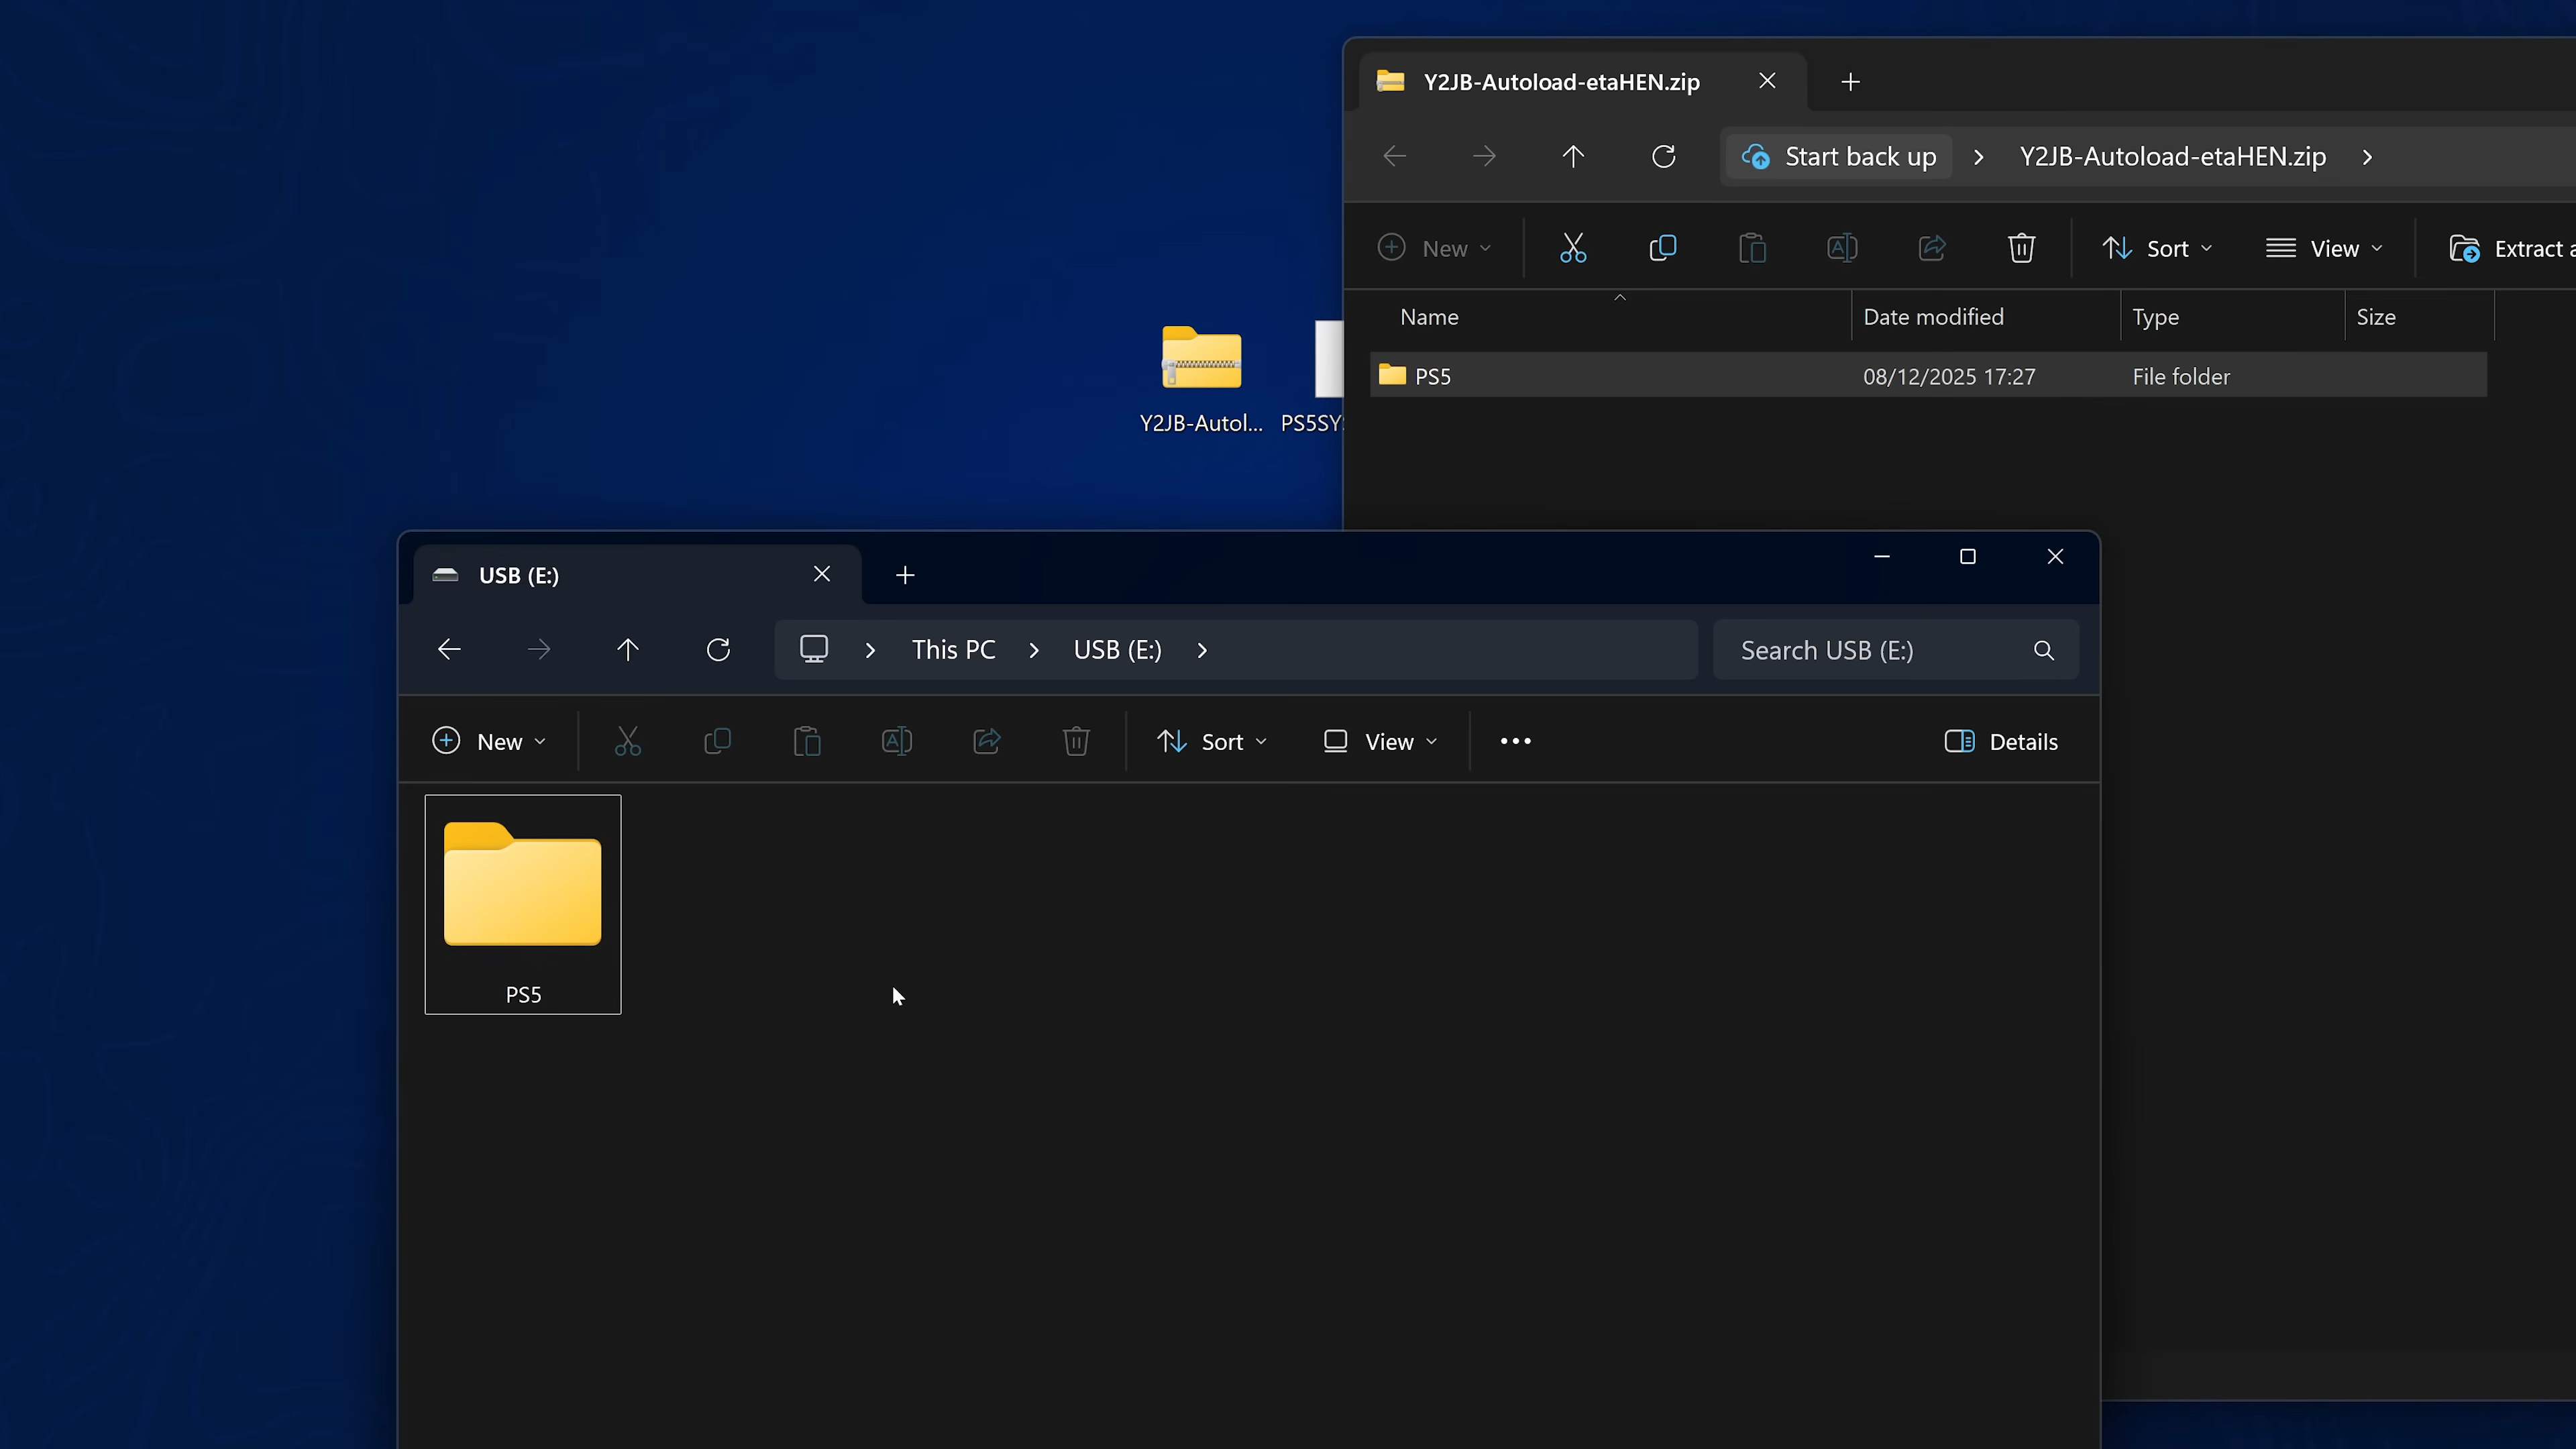 Y2JB-Autoload-etaHEN.zip
Start back up
Y2JB-Autoload-etaHEN.zip
New
Sort
View
Extract a
Name
Date modified
Type
Size
PS5
08/12/2025 17:27
File folder
Y2JB-Autol...
PS5SY
USB (E:)
This PC
USB (E:)
Search USB (E:)
New
Sort
View
Details
PS5